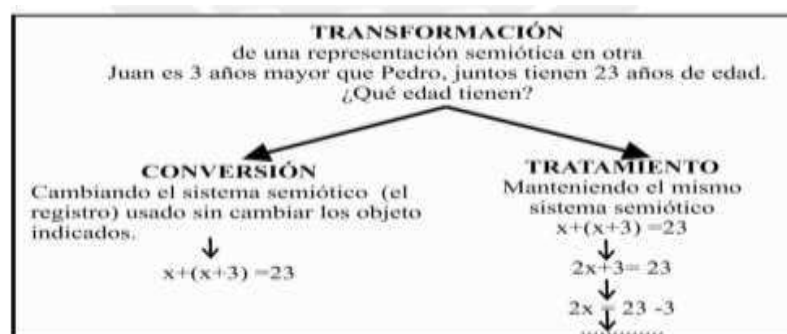 TRANSFORMACIÓN
de una representación semiótica en otra
Juan es 3 años mayor que Pedro, juntos tienen 23 años de edad.
¿Qué edad tienen?
CONVERSIÓN
Cambiando el sistema semiótico (el
registro) usado sin cambiar los objeto
indicados.
x+(x+3) =23
TRATAMIENTO
Manteniendo el mismo
sistema semiótico
x+(x+3) =23
2x+3= 23
2x = 23 -3
..............